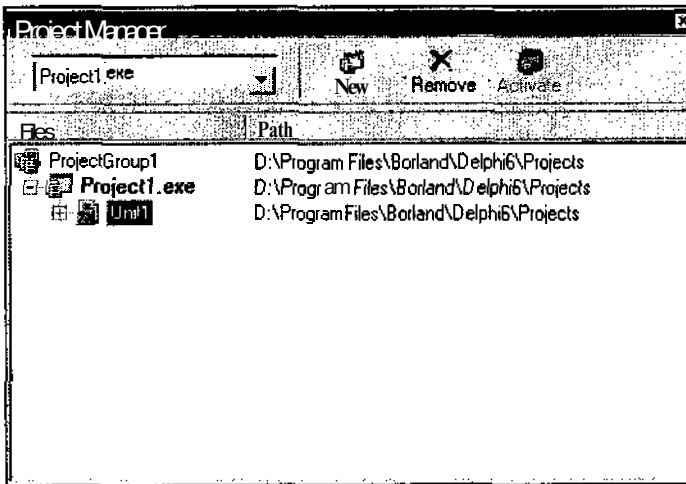 Project Manager
Project1.exe
New Remove Activate
Files Path
ProjectGroup1 D:\Program Files\Borland\Delphi6\Projects
Project1.exe D:\Program Files\Borland\Delphi6\Projects
Unit1 D:\Program Files\Borland\Delphi6\Projects